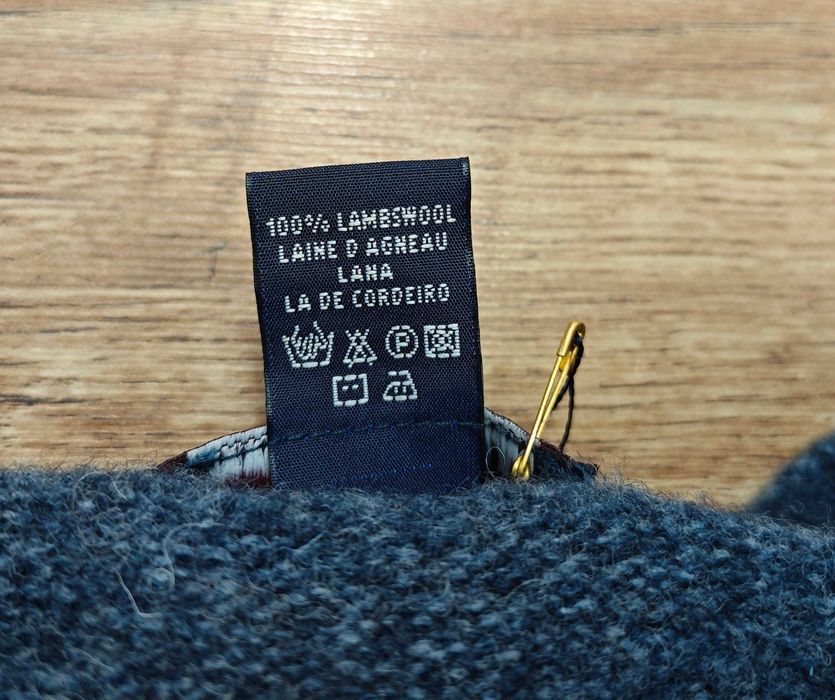 100% LAMBSWOOL
LAINE D AGNEAU
LANA
LA DE CORDEIRO
P